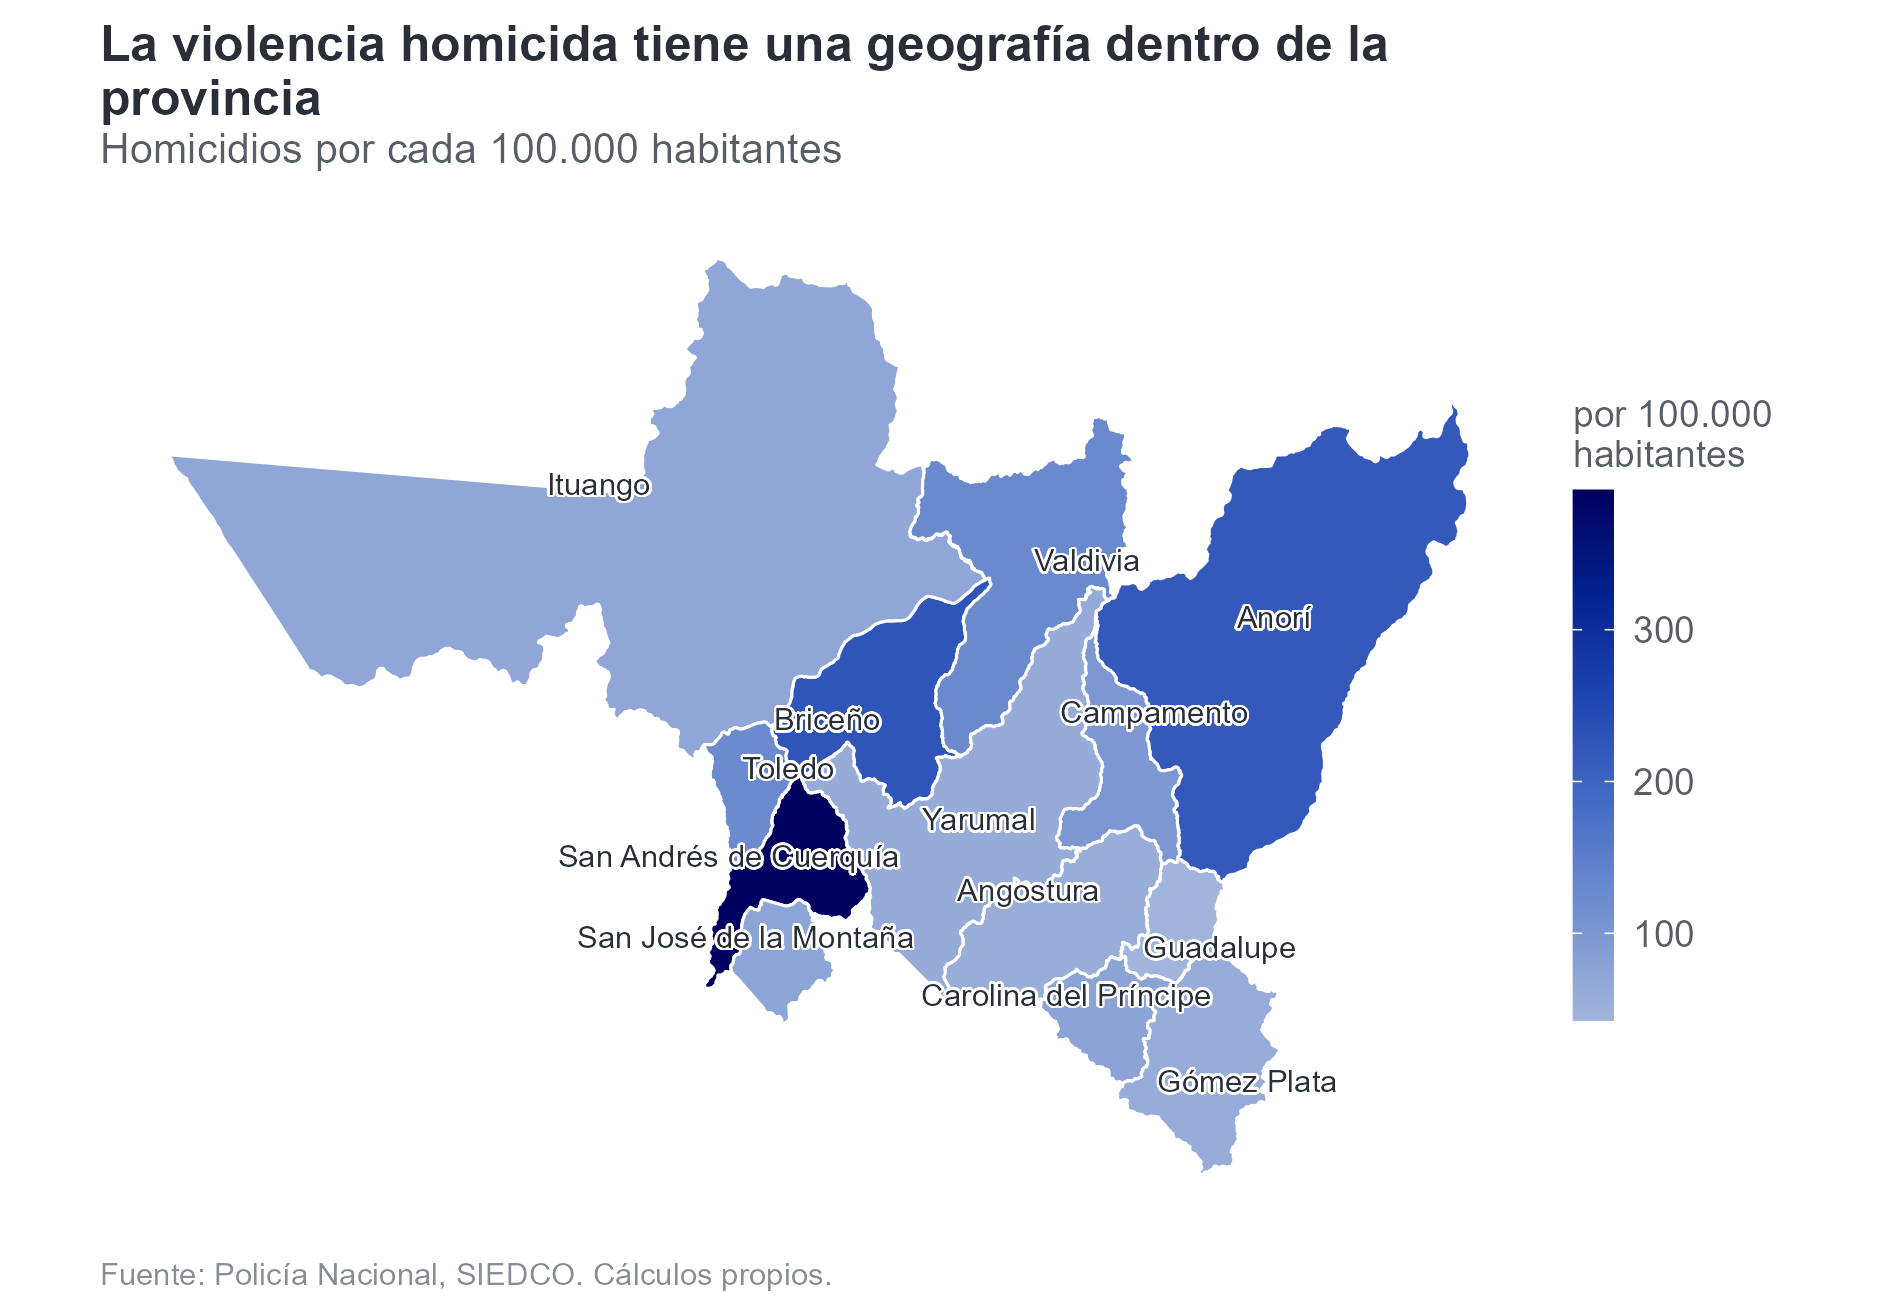 La violencia homicida tiene una geografía dentro de la
provincia
Homicidios por cada 100.000 habitantes
por 100.000
habitantes
Ituango
Valdivia
Anorí
300
Campamento
Briceño
Toledo
200
Yarumal
San Andrés de Cuerquía
Angostura
San José de la Montaña
100
Guadalupe
Carolina del Príncipe
Gómez Plata
Fuente: Policía Nacional, SIEDCO. Cálculos propios.